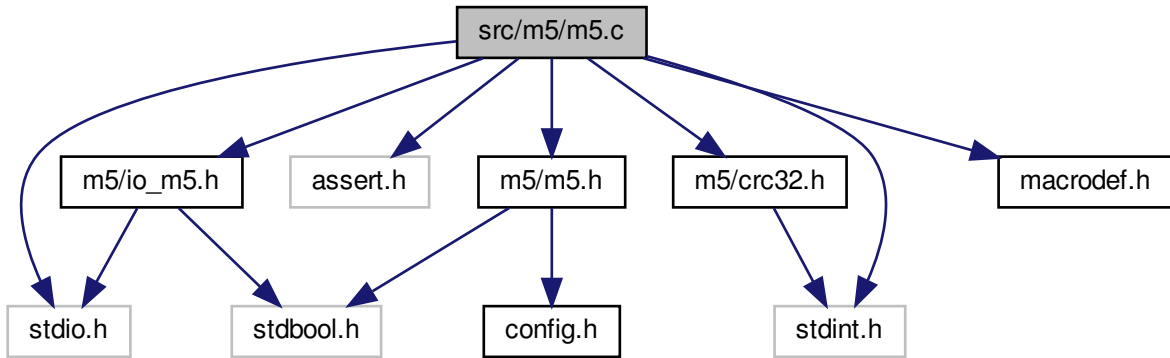 src/m5/m5.c
m5/io_m5.h
assert.h
m5/m5.h
m5/crc32.h
macrodef.h
stdio.h
stdbool.h
config.h
stdint.h